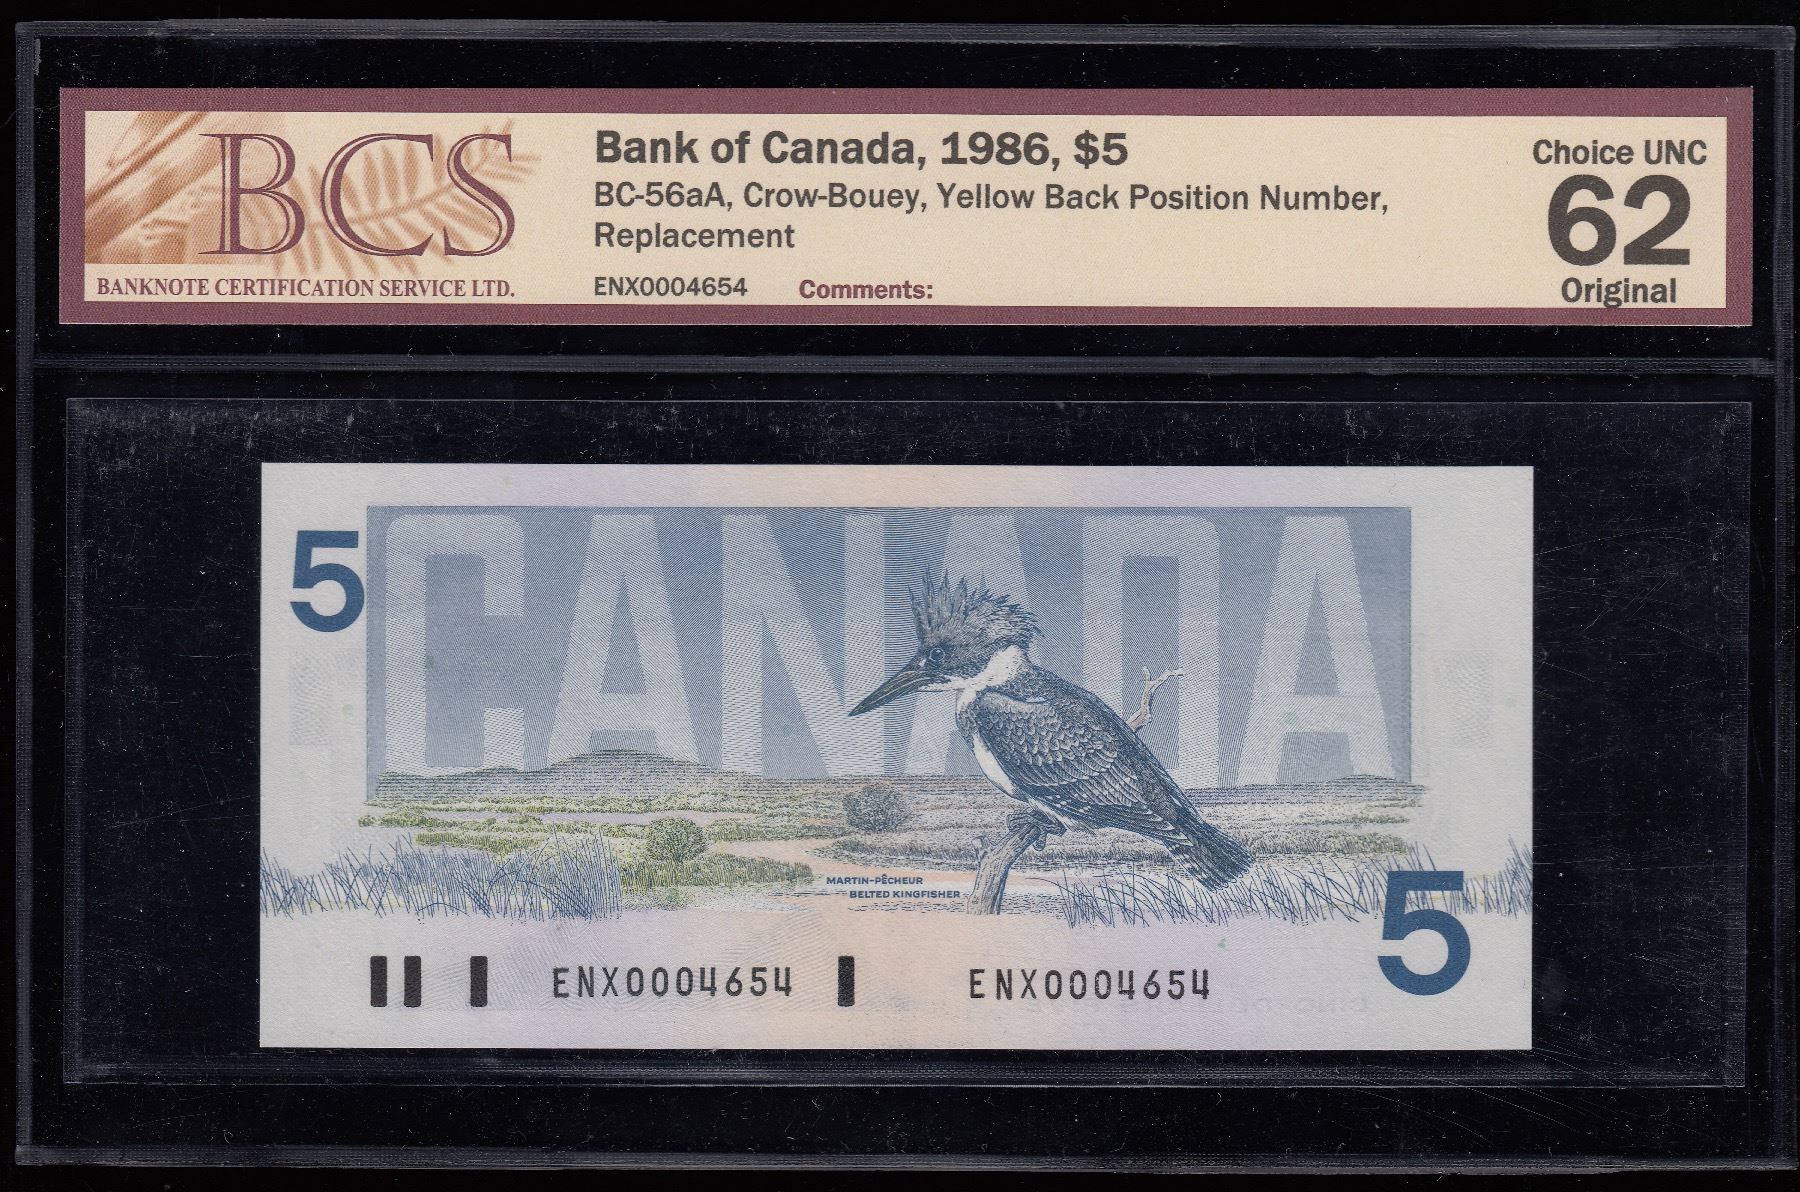 BCS
BANKNOTE CERTIFICATION SERVICE LTD.
Bank of Canada, 1986, $5
BC-56aA, Crow-Bouey, Yellow Back Position Number,
Replacement
ENX0004654 Comments:
Choice UNC
62
Original
5
CANADA
MARTIN-PÊCHEUR
BELTED KINGFISHER
5
ENX0004654 ENX0004654